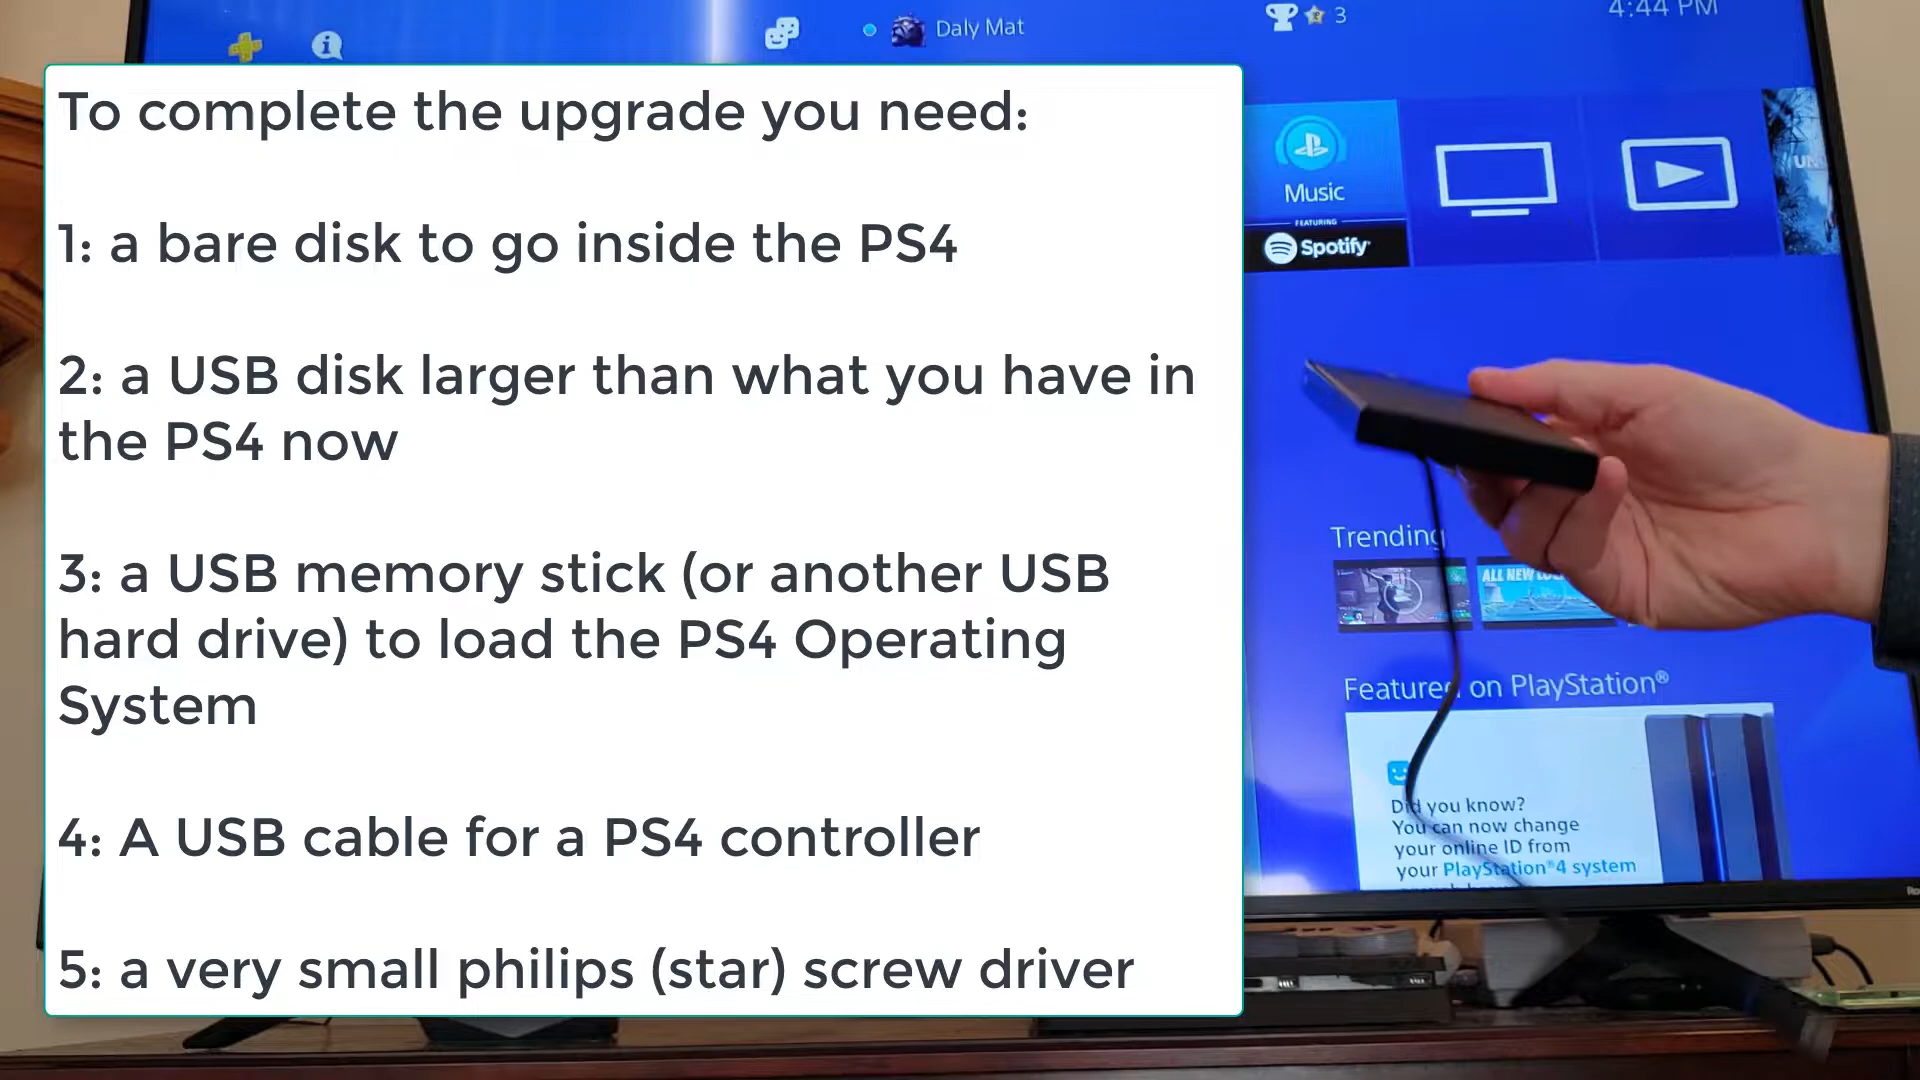 Daly Mat
3
4:44 PM
To complete the upgrade you need:
1: a bare disk to go inside the PS4
2: a USB disk larger than what you have in
the PS4 now
3: a USB memory stick (or another USB
hard drive) to load the PS4 Operating
System
4: A USB cable for a PS4 controller
5: a very small philips (star) screw driver
Music
FEATURING
Spotify
UN
Trending
ALL NEW
Featured on PlayStation®
Did you know?
You can now change
your online ID from
your PlayStation®4 system